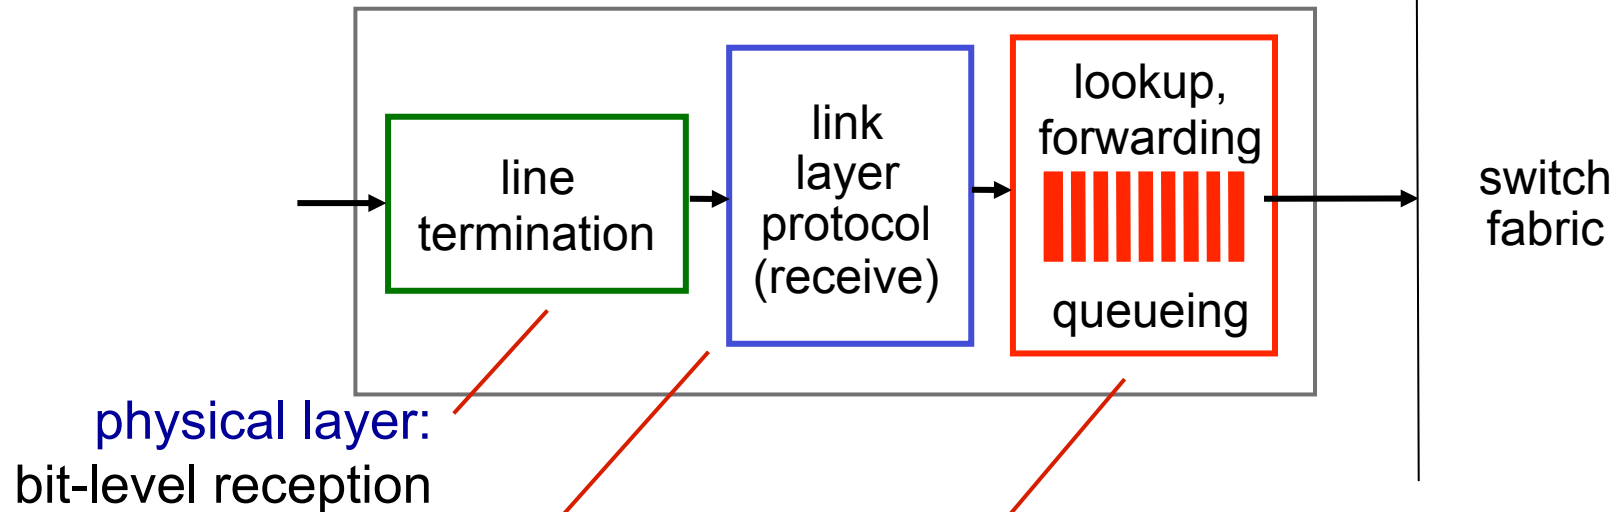 line
termination
link
layer
protocol
(receive)
lookup,
forwarding
queueing
switch
fabric
physical layer:
bit-level reception